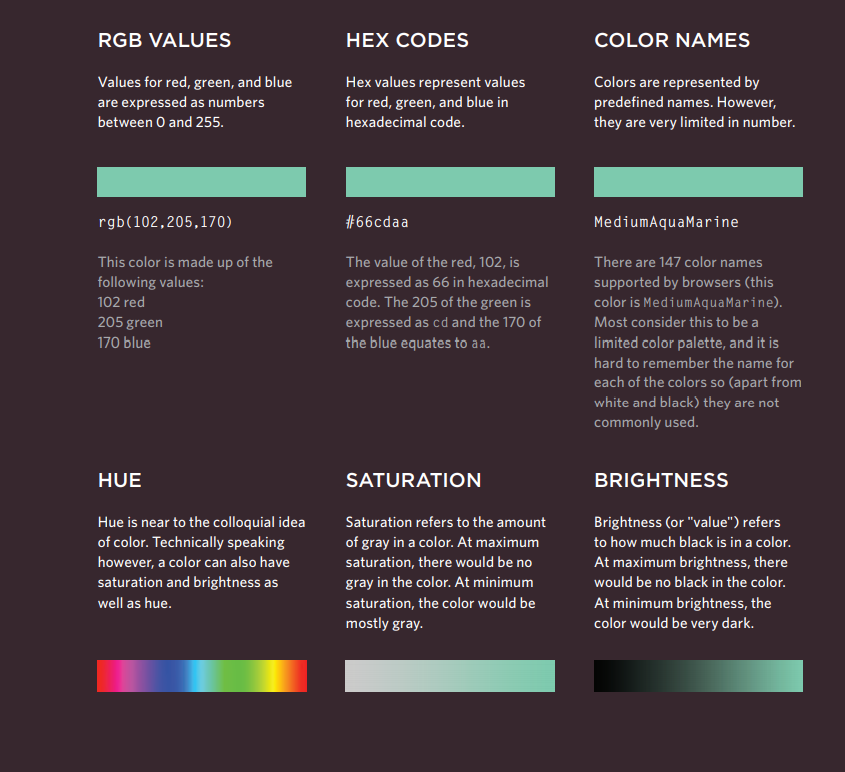 RGB VALUES
Values for red, green, and blue
are expressed as numbers
between 0 and 255.
rgb(102,205,170)
This color is made up of the
following values:
102 red
205 green
170 blue
HEX CODES
Hex values represent values
for red, green, and blue in
hexadecimal code.
#66cdaa
The value of the red, 102, is
expressed as 66 in hexadecimal
code. The 205 of the green is
expressed as cd and the 170 of
the blue equates to aa.
COLOR NAMES
Colors are represented by
predefined names. However,
they are very limited in number.
MediumAquaMarine
There are 147 color names
supported by browsers (this
color is MediumAquaMarine).
Most consider this to be a
limited color palette, and it is
hard to remember the name for
each of the colors so (apart from
white and black) they are not
commonly used.
HUE
Hue is near to the colloquial idea
of color. Technically speaking
however, a color can also have
saturation and brightness as
well as hue.
SATURATION
Saturation refers to the amount
of gray in a color. At maximum
saturation, there would be no
gray in the color. At minimum
saturation, the color would be
mostly gray.
BRIGHTNESS
Brightness (or "value") refers
to how much black is in a color.
At maximum brightness, there
would be no black in the color.
At minimum brightness, the
color would be very dark.